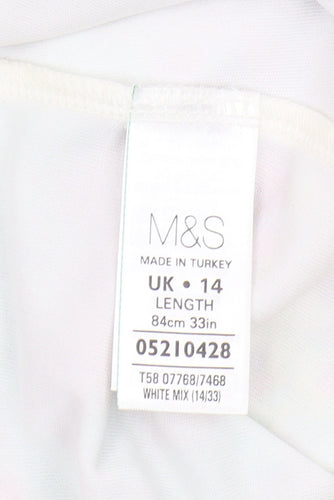 M&S
MADE IN TURKEY
UK • 14
LENGTH
84cm 33in
05210428
T58 07768/7468
WHITE MIX (14/33)